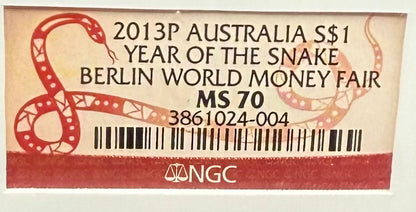 2013P AUSTRALIA S$1
YEAR OF THE SNAKE
BERLIN WORLD MONEY FAIR
MS 70
3861024-004
NGC